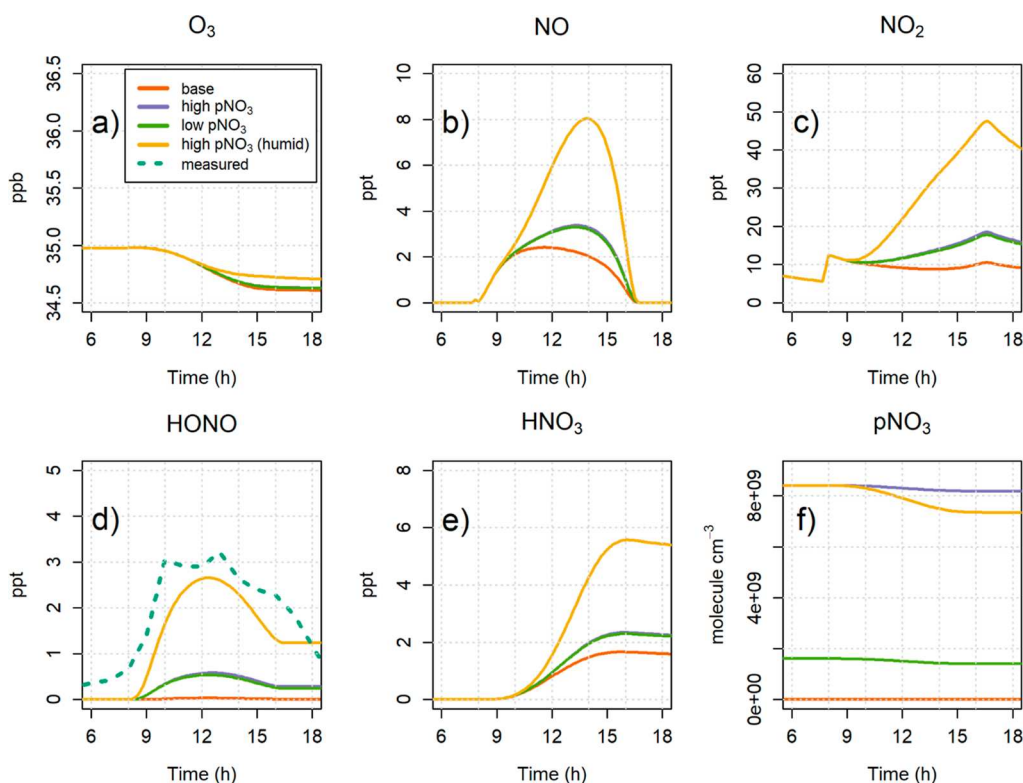 O₃
NO
NO₂
ppb
36.5
36.0
35.5
35.0
34.5
a)
base
high pNO₃
low pNO₃
high pNO₃ (humid)
measured
6 9 12 15 18
Time (h)
ppt
10
8
6
4
2
0
b)
6 9 12 15 18
Time (h)
ppt
60
50
40
30
20
10
0
c)
6 9 12 15 18
Time (h)
HONO
HNO₃
pNO₃
ppt
5
4
3
2
1
0
d)
6 9 12 15 18
Time (h)
ppt
8
6
4
2
0
e)
6 9 12 15 18
Time (h)
molecule cm⁻³
8e+09
4e+09
0e+00
f)
6 9 12 15 18
Time (h)